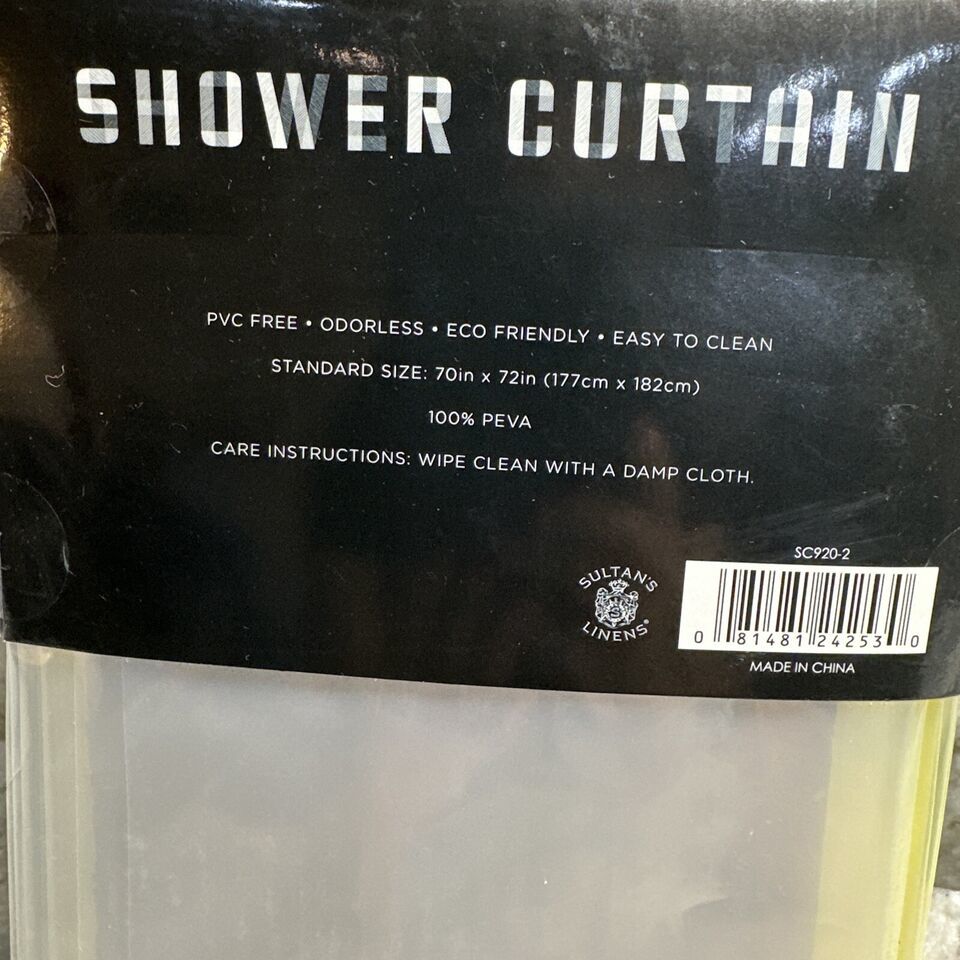 SHOWER CURTAIN
PVC FREE • ODORLESS • ECO FRIENDLY • EASY TO CLEAN
STANDARD SIZE: 70in x 72in (177cm x 182cm)
100% PEVA
CARE INSTRUCTIONS: WIPE CLEAN WITH A DAMP CLOTH.
SULTAN'S
LINENS®
SC920-2
0 81481 24253 0
MADE IN CHINA